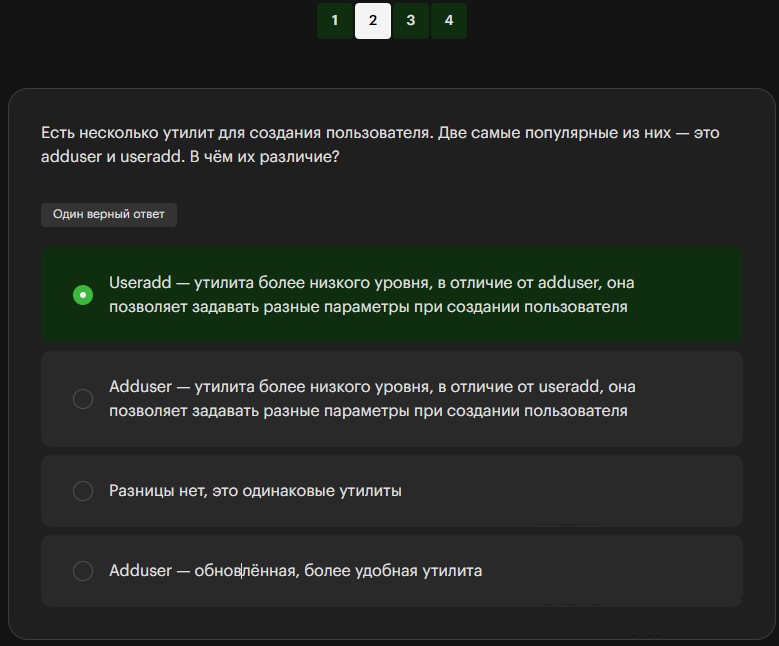 1 2 3 4
Есть несколько утилит для создания пользователя. Две самые популярные из них — это
adduser и useradd. В чём их различие?
Один верный ответ
Useradd — утилита более низкого уровня, в отличие от adduser, она
позволяет задавать разные параметры при создании пользователя
Adduser — утилита более низкого уровня, в отличие от useradd, она
позволяет задавать разные параметры при создании пользователя
Разницы нет, это одинаковые утилиты
Adduser — обновлённая, более удобная утилита